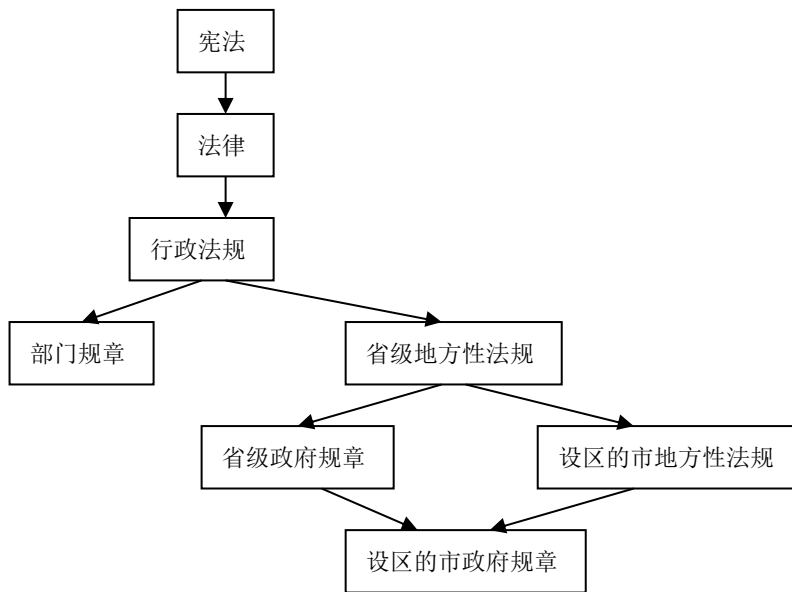 宪法
法律
行政法规
部门规章
省级地方性法规
省级政府规章
设区的市地方性法规
设区的市政府规章